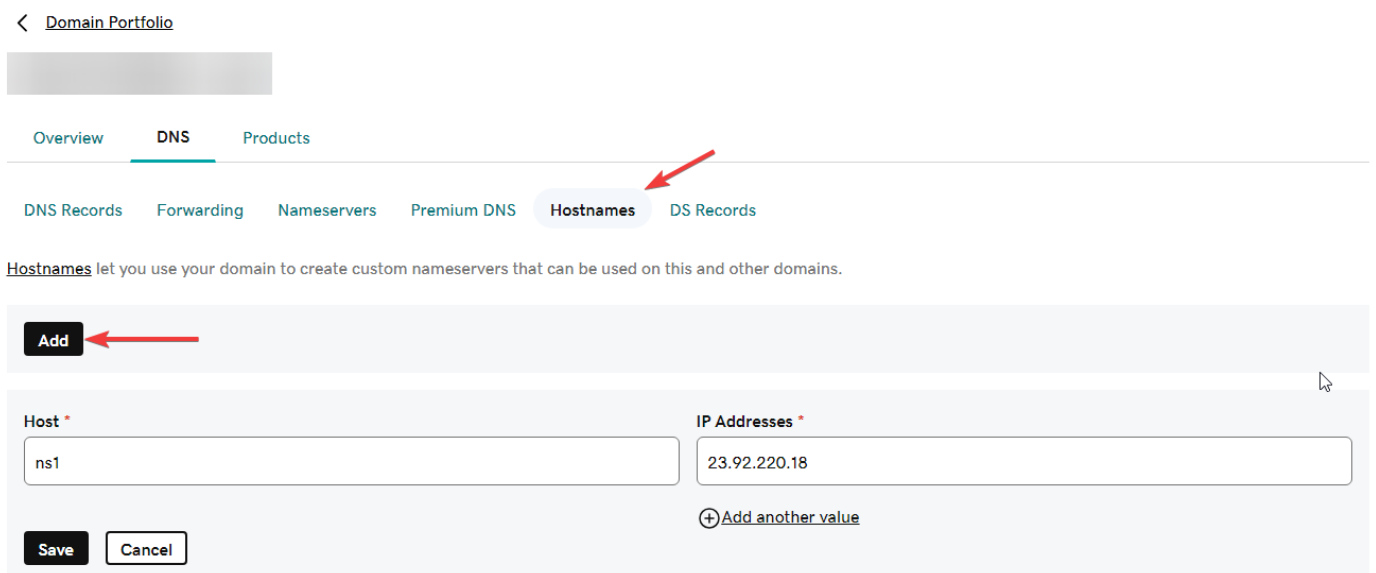 Domain Portfolio
Overview DNS Products
DNS Records Forwarding Nameservers Premium DNS Hostnames DS Records
Hostnames let you use your domain to create custom nameservers that can be used on this and other domains.
Add
Host * IP Addresses *
ns1 23.92.220.18
Add another value
Save Cancel